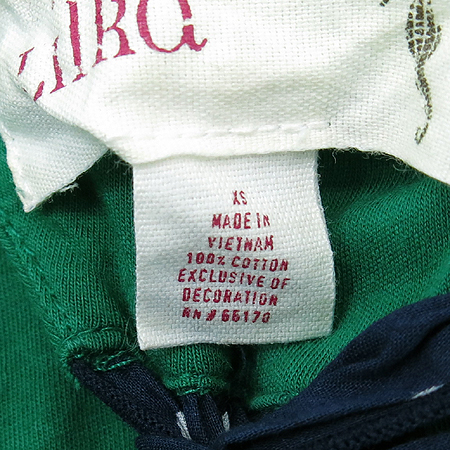 XS
MADE IN
VIETNAM
100% COTTON
EXCLUSIVE OF
DECORATION
RN # 66170